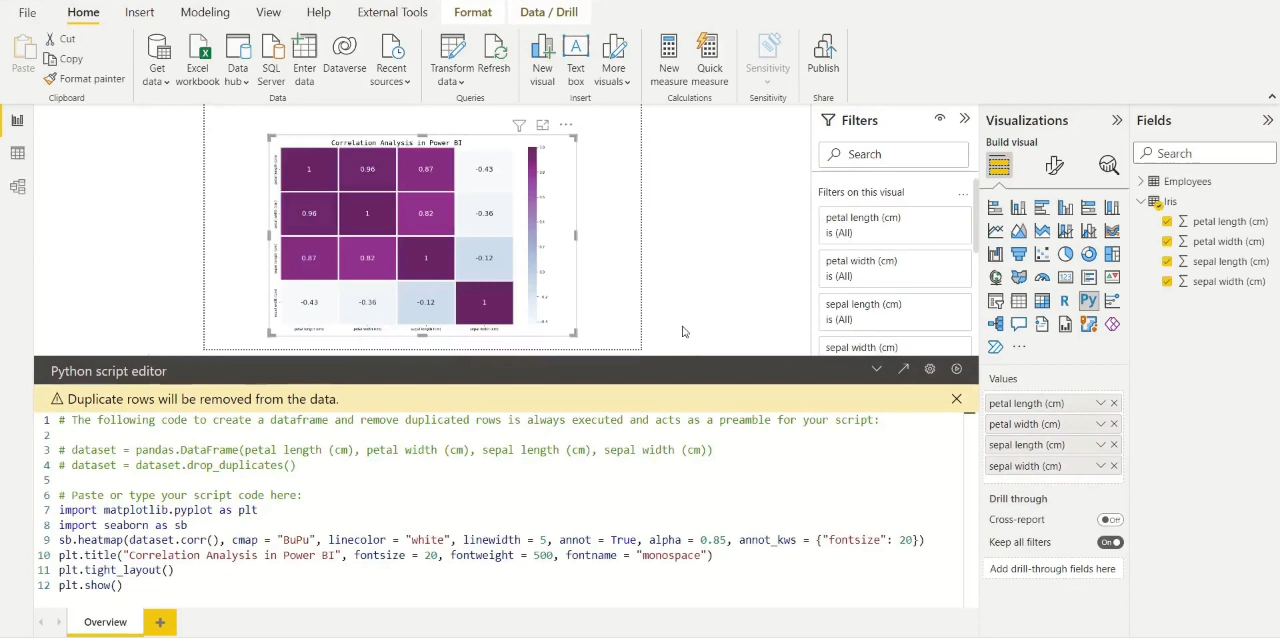 File Home Insert Modeling View Help External Tools Format Data / Drill
Paste
Cut
Copy
Format painter
Clipboard
Get data
Excel workbook
Data hub
SQL Server
Enter data
Dataverse
Recent sources
Data
Transform data
Refresh
Queries
New visual
Text box
More visuals
Insert
New measure
Quick measure
Calculations
Sensitivity
Sensitivity
Publish
Share
Correlation Analysis in Power BI
1 0.96 0.87 -0.43
0.96 1 0.82 -0.36
0.87 0.82 1 -0.12
-0.43 -0.36 -0.12 1
petal length (cm) petal width (cm) sepal length (cm) sepal width (cm)
Filters
Search
Filters on this visual ...
petal length (cm)
is (All)
petal width (cm)
is (All)
sepal length (cm)
is (All)
sepal width (cm)
Visualizations
Build visual
R Py
123
...
Values
petal length (cm)
petal width (cm)
sepal length (cm)
sepal width (cm)
Drill through
Cross-report Off
Keep all filters On
Add drill-through fields here
Fields
Search
Employees
Iris
∑ petal length (cm)
∑ petal width (cm)
∑ sepal length (cm)
∑ sepal width (cm)
Python script editor
Duplicate rows will be removed from the data.
1 # The following code to create a dataframe and remove duplicated rows is always executed and acts as a preamble for your script:
2
3 # dataset = pandas.DataFrame(petal length (cm), petal width (cm), sepal length (cm), sepal width (cm))
4 # dataset = dataset.drop_duplicates()
5
6 # Paste or type your script code here:
7 import matplotlib.pyplot as plt
8 import seaborn as sb
9 sb.heatmap(dataset.corr(), cmap = "BuPu", linecolor = "white", linewidth = 5, annot = True, alpha = 0.85, annot_kws = {"fontsize": 20})
10 plt.title("Correlation Analysis in Power BI", fontsize = 20, fontweight = 500, fontname = "monospace")
11 plt.tight_layout()
12 plt.show()
Overview